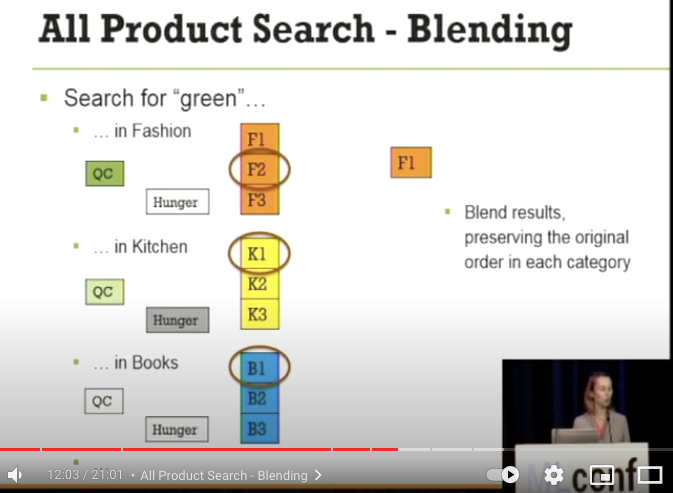 All Product Search - Blending
Search for “green”…
… in Fashion
QC
Hunger
F1
F2
F3
F1
Blend results,
preserving the original
order in each category
… in Kitchen
QC
Hunger
K1
K2
K3
… in Books
QC
Hunger
B1
B2
B3
conf
12:03 / 21:01 • All Product Search - Blending >